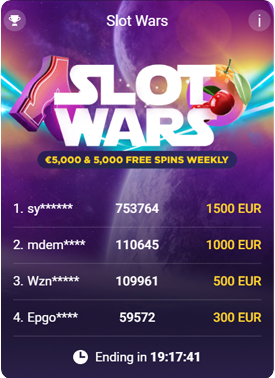 Slot Wars
i
SLOT
WARS
€5,000 & 5,000 FREE SPINS WEEKLY
1. sy****** 753764 1500 EUR
2. mdem**** 110645 1000 EUR
3. Wzn***** 109961 500 EUR
4. Epgo**** 59572 300 EUR
Ending in 19:17:41